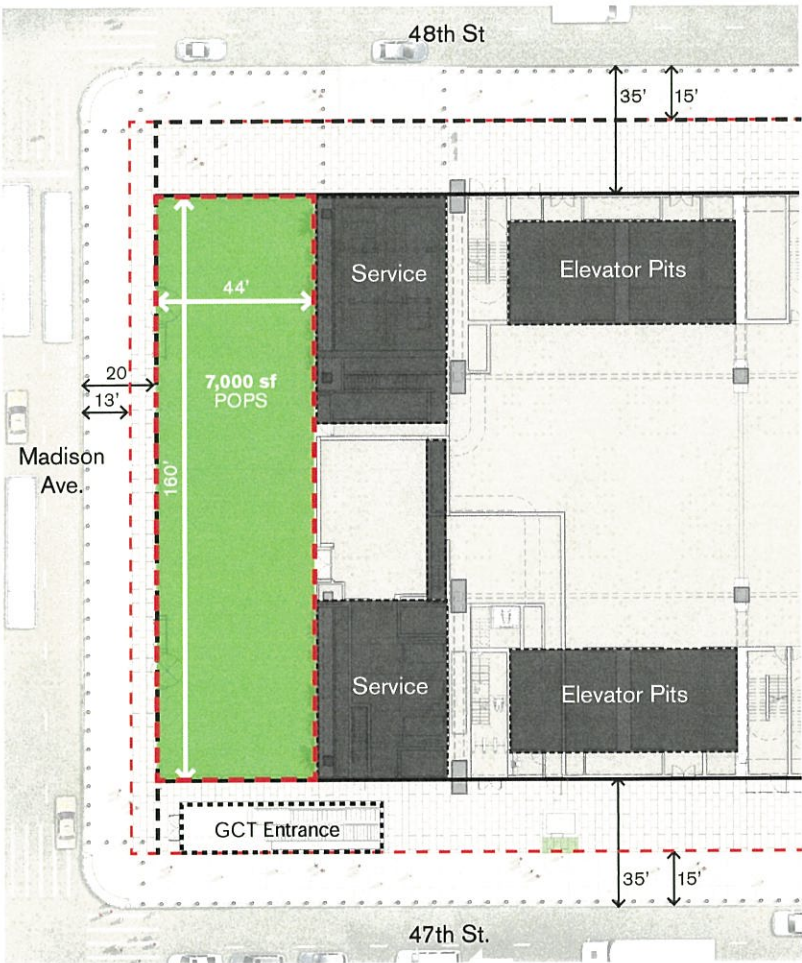 48th St
35’
15’
Service
Elevator Pits
44’
20
7,000 sf
POPS
13’
Madison
Ave.
160’
Service
Elevator Pits
GCT Entrance
35’
15’
47th St.